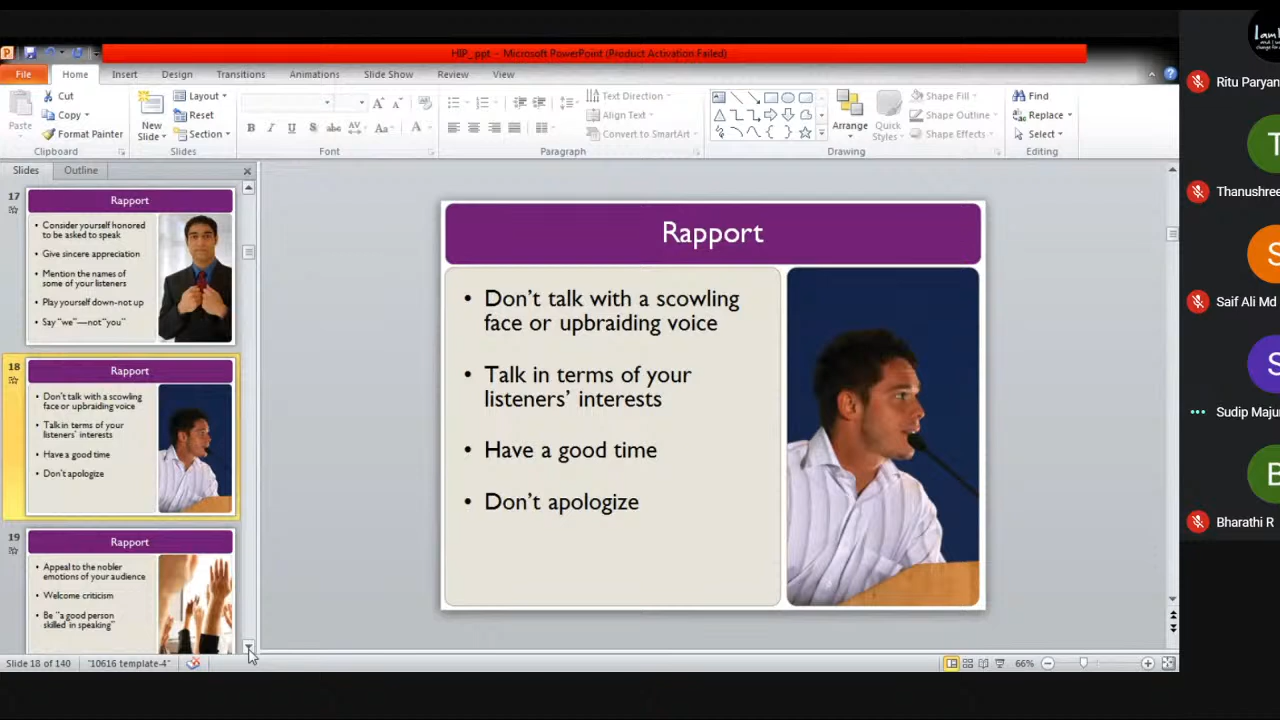 HIP_ppt - Microsoft PowerPoint (Product Activation Failed)
File Home Insert Design Transitions Animations Slide Show Review View
Paste
Cut
Copy
Format Painter
Clipboard
New
Slide
Layout
Reset
Section
Slides
Font
Text Direction
Align Text
Convert to SmartArt
Paragraph
Arrange
Quick
Styles
Shape Fill
Shape Outline
Shape Effects
Drawing
Find
Replace
Select
Editing
Slides Outline
17
Rapport
• Consider yourself honored
to be asked to speak
• Give sincere appreciation
• Mention the names of
some of your listeners
• Play yourself down-not up
• Say "we"—not "you"
18
Rapport
• Don't talk with a scowling
face or upbraiding voice
• Talk in terms of your
listeners' interests
• Have a good time
• Don't apologize
19
Rapport
• Appeal to the nobler
emotions of your audience
• Welcome criticism
• Be "a good person
skilled in speaking"
Rapport
• Don't talk with a scowling
face or upbraiding voice
• Talk in terms of your
listeners' interests
• Have a good time
• Don't apologize
I am
Ritu Paryan
T
Thanushree
S
Saif Ali Md
S
Sudip Majur
B
Bharathi R
Slide 18 of 140 "10616 template-4" 66%